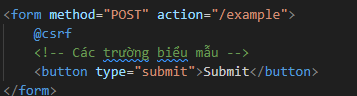 <form method="POST" action="/example">
@csrf
<!-- Các trường biểu mẫu -->
<button type="submit">Submit</button>
</form>